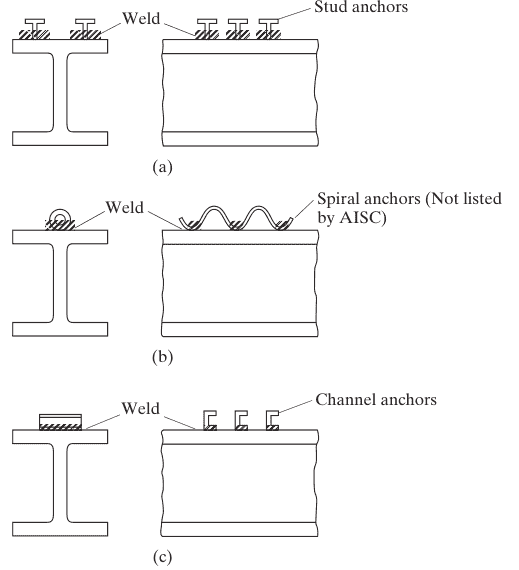 Stud anchors
Weld
(a)
Weld
Spiral anchors (Not listed
by AISC)
(b)
Channel anchors
Weld
(c)